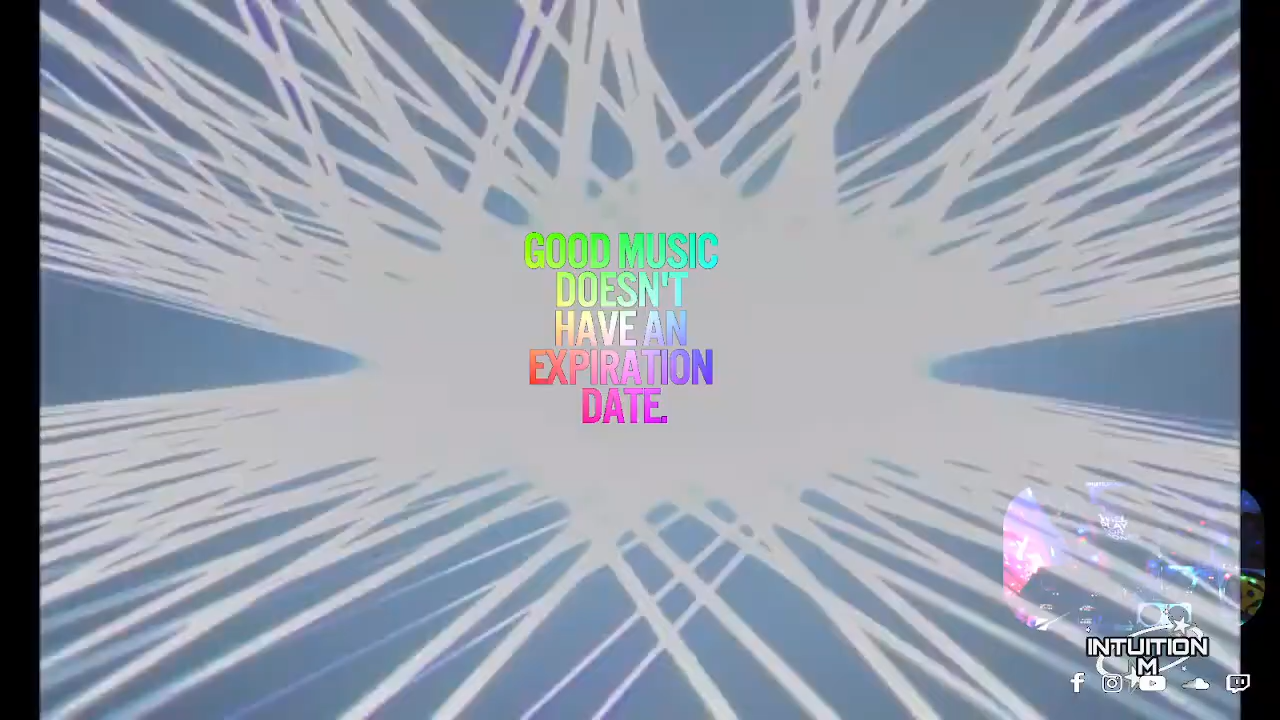 GOOD MUSIC
DOESN'T
HAVE AN
EXPIRATION
DATE.
INTUITION
M